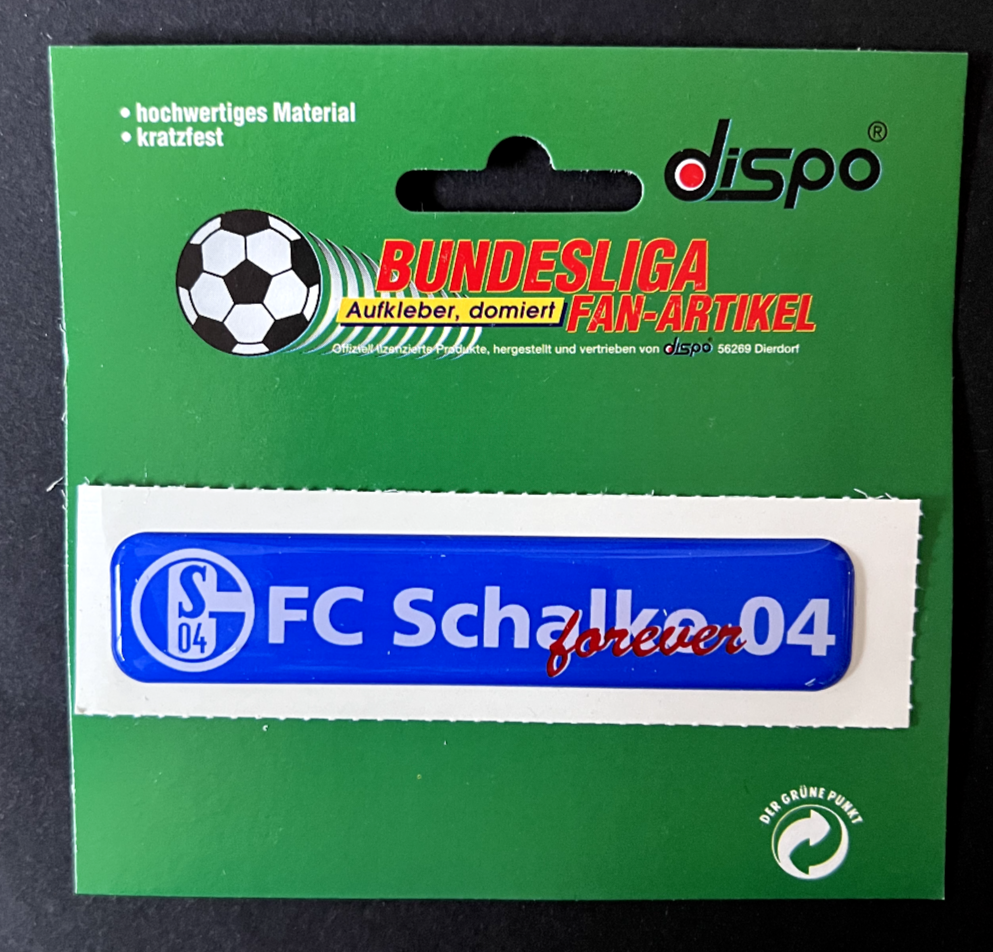 • hochwertiges Material
• kratzfest
dispo®
BUNDESLIGA
Aufkleber, domiert
FAN-ARTIKEL
Offiziell lizenzierte Produkte, hergestellt und vertrieben von dispo® 56269 Dierdorf
S
04
FC Schalke 04
forever
DER GRÜNE PUNKT